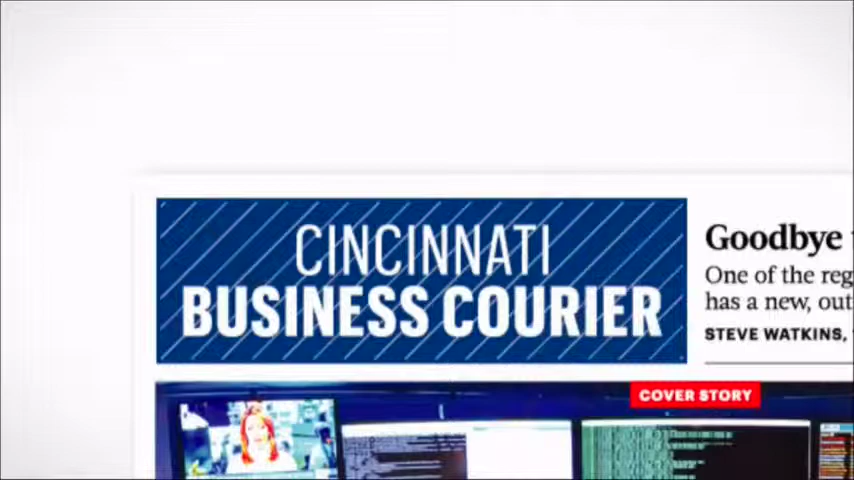 CINCINNATI
BUSINESS COURIER
Goodbye
One of the reg
has a new, out
STEVE WATKINS,
COVER STORY